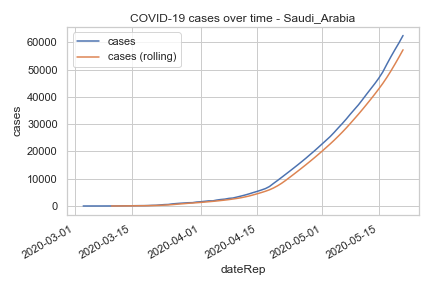 COVID-19 cases over time - Saudi_Arabia
cases
cases (rolling)
60000
50000
40000
30000
20000
10000
0
cases
2020-03-01
2020-03-15
2020-04-01
2020-04-15
2020-05-01
2020-05-15
dateRep